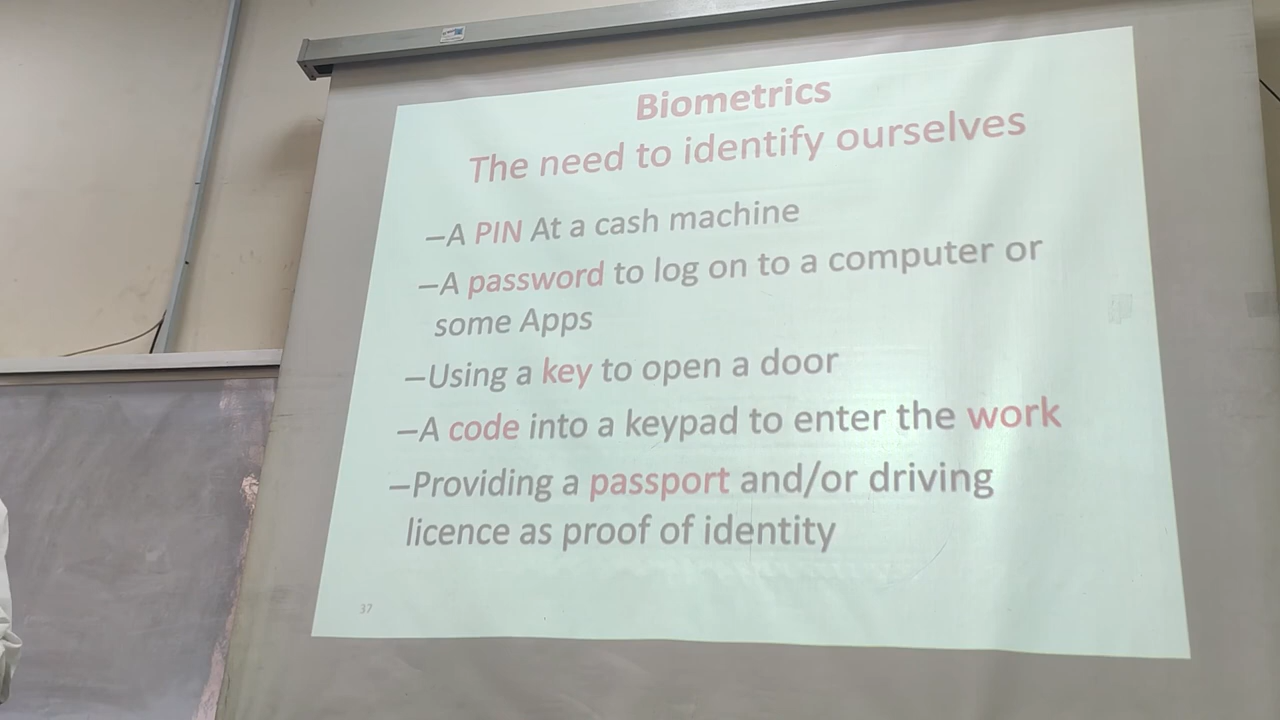 Biometrics
The need to identify ourselves
–A PIN At a cash machine
–A password to log on to a computer or
some Apps
–Using a key to open a door
–A code into a keypad to enter the work
–Providing a passport and/or driving
licence as proof of identity
37